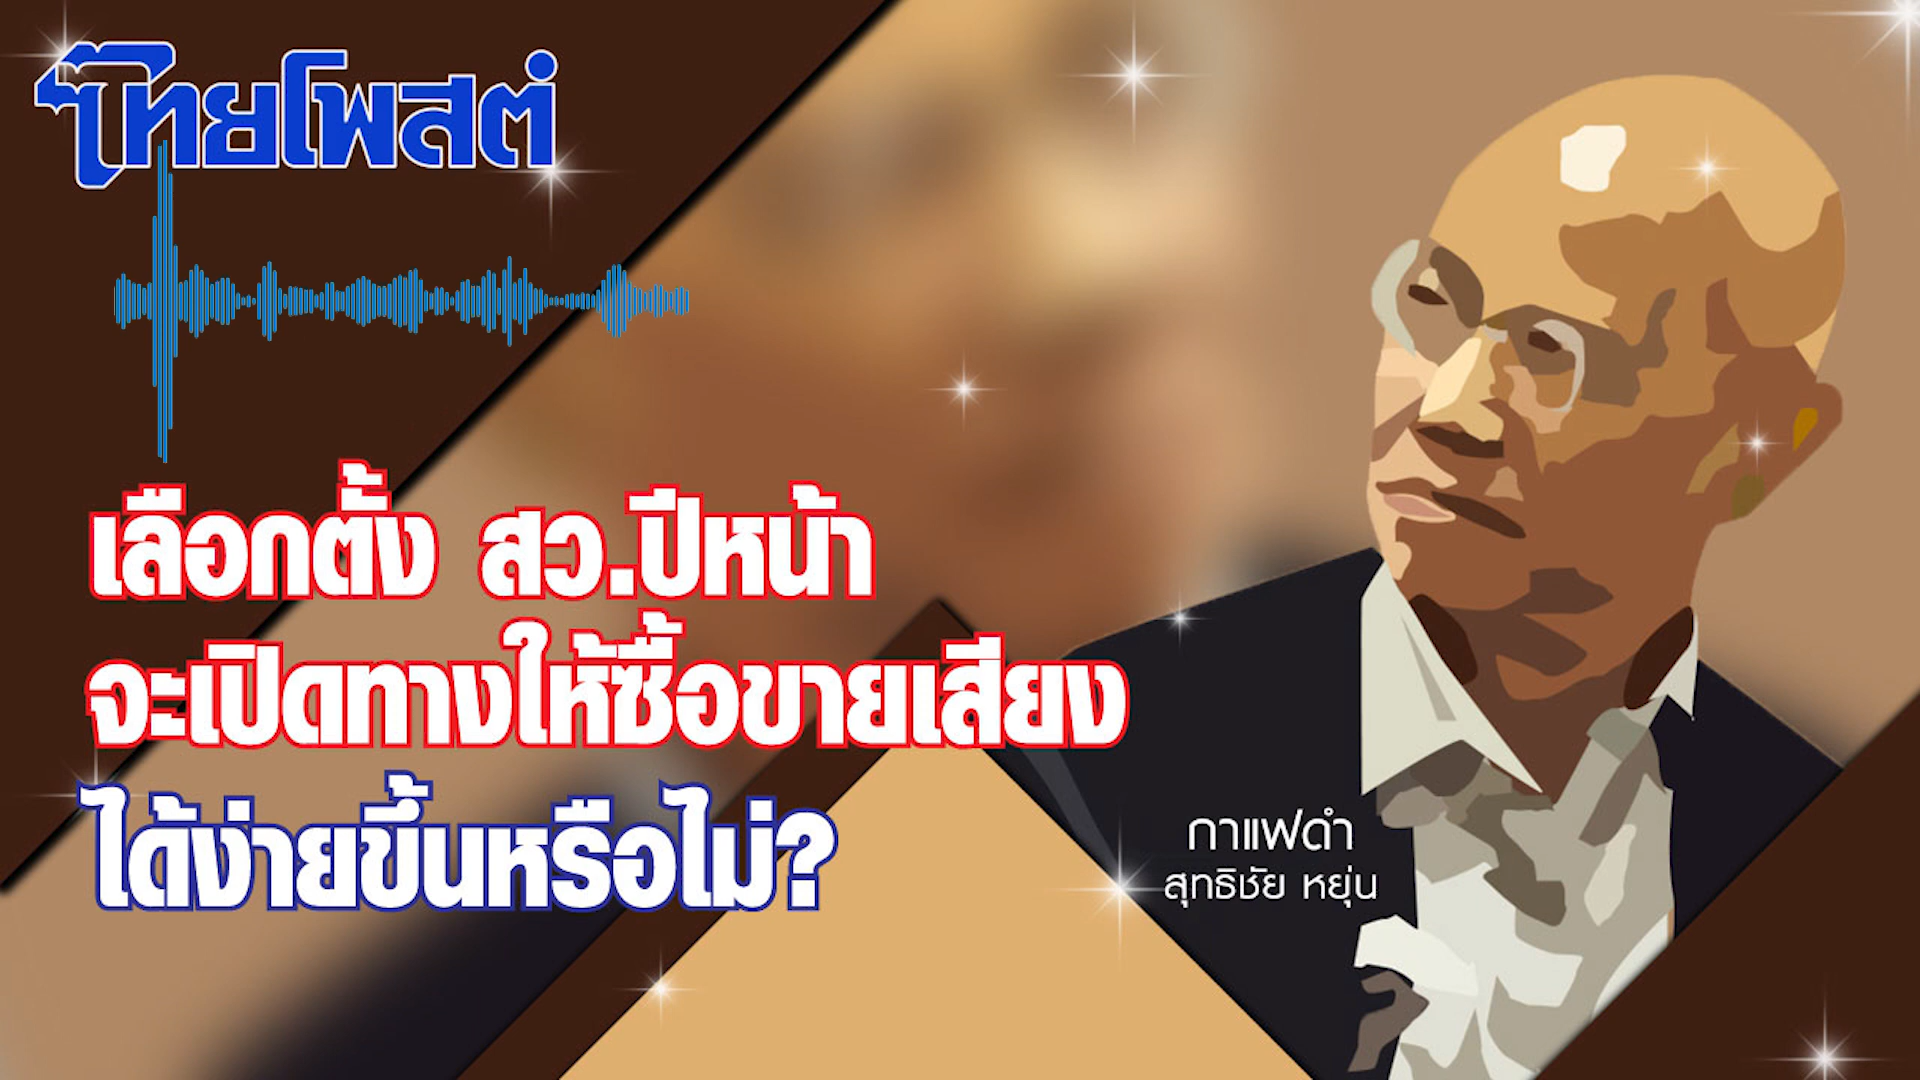 ไทยโพสต์
เลือกตั้ง สว.ปีหน้า
จะเปิดทางให้ซื้อขายเสียง
ได้ง่ายขึ้นหรือไม่?
กาแฟดำ
สุทธิชัย หยุ่น